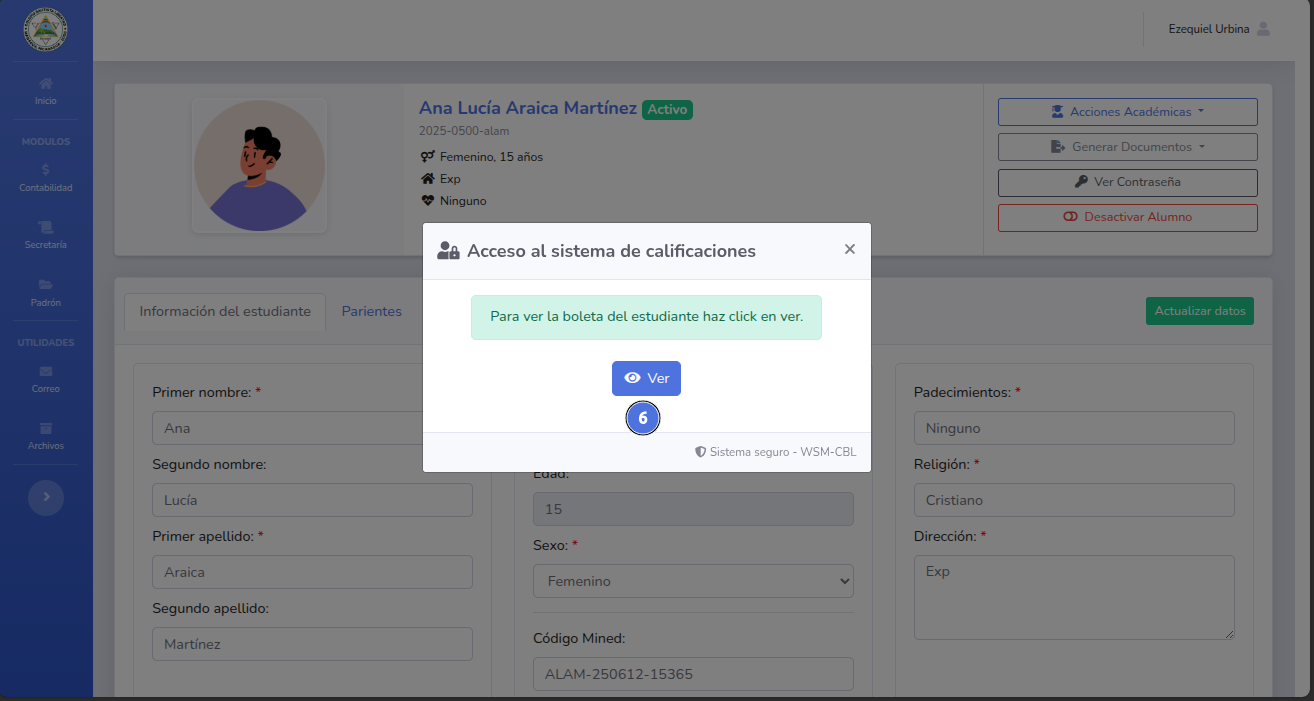 Ezequiel Urbina
Inicio
MODULOS
$
Contabilidad
Secretaría
Padrón
UTILIDADES
Correo
Archivos
Ana Lucía Araica Martínez Activo
2025-0500-alam
Femenino, 15 años
Exp
Ninguno
Acciones Académicas
Generar Documentos
Ver Contraseña
Desactivar Alumno
Acceso al sistema de calificaciones ×
Para ver la boleta del estudiante haz click en ver.
Ver
6
Sistema seguro - WSM-CBL
Información del estudiante Parientes
Actualizar datos
Primer nombre: *
Ana
Segundo nombre:
Lucía
Primer apellido: *
Araica
Segundo apellido:
Martínez
Edad:
15
Sexo: *
Femenino
Código Mined:
ALAM-250612-15365
Padecimientos: *
Ninguno
Religión: *
Cristiano
Dirección: *
Exp